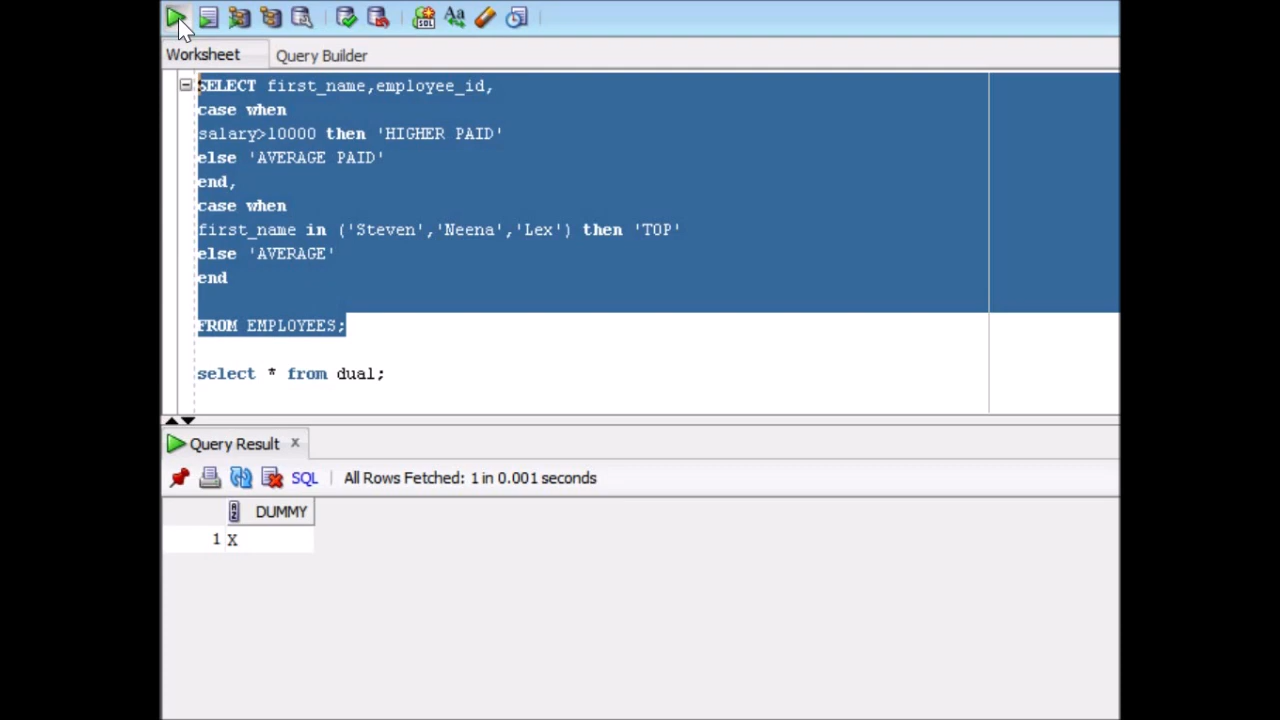 Worksheet
Query Builder
SELECT first_name,employee_id,
case when
salary>10000 then 'HIGHER PAID'
else 'AVERAGE PAID'
end,
case when
first_name in ('Steven','Neena','Lex') then 'TOP'
else 'AVERAGE'
end
FROM EMPLOYEES;
select * from dual;
Query Result x
SQL | All Rows Fetched: 1 in 0.001 seconds
DUMMY
1 X